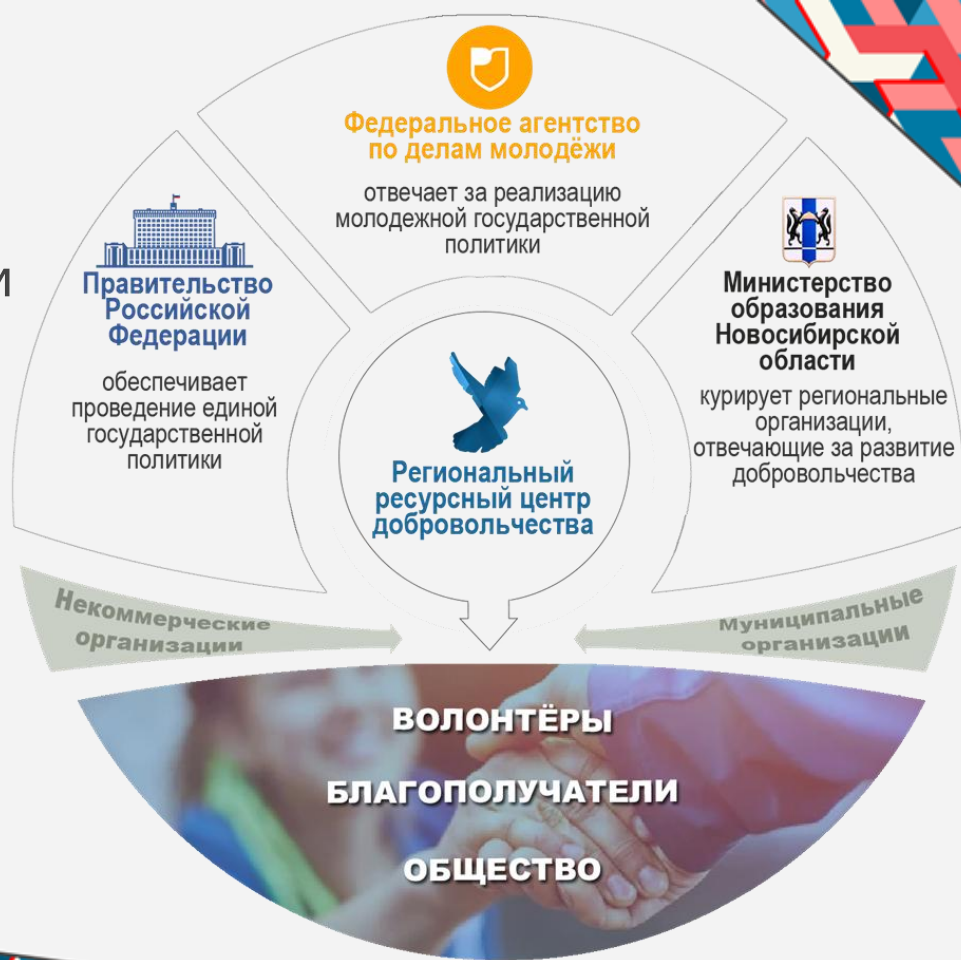 Федеральное агентство
по делам молодёжи
отвечает за реализацию
молодежной государственной
политики
и
Правительство
Российской
Федерации
обеспечивает
проведение единой
государственной
политики
Министерство
образования
Новосибирской
области
курирует региональные
организации,
отвечающие за развитие
добровольчества
Региональный
ресурсный центр
добровольчества
Некоммерческие
организации
Муниципальные
организации
ВОЛОНТЁРЫ
БЛАГОПОЛУЧАТЕЛИ
ОБЩЕСТВО